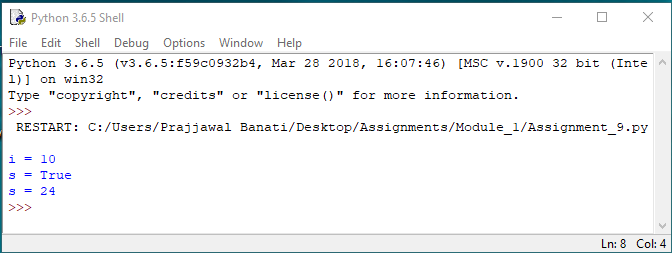 Python 3.6.5 Shell
File Edit Shell Debug Options Window Help
Python 3.6.5 (v3.6.5:f59c0932b4, Mar 28 2018, 16:07:46) [MSC v.1900 32 bit (Inte
l)] on win32
Type "copyright", "credits" or "license()" for more information.
>>>
RESTART: C:/Users/Prajjawal Banati/Desktop/Assignments/Module_1/Assignment_9.py
i = 10
s = True
s = 24
>>>
Ln: 8 Col: 4